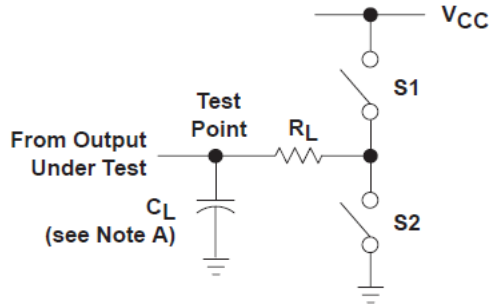 VCC
S1
Test
Point
RL
From Output
Under Test
CL
(see Note A)
S2